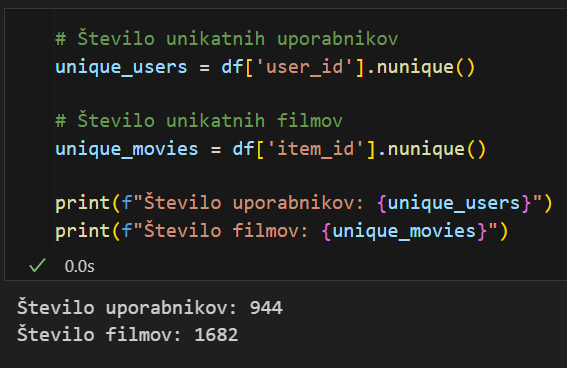 # Število unikatnih uporabnikov
unique_users = df['user_id'].nunique()
# Število unikatnih filmov
unique_movies = df['item_id'].nunique()
print(f"Število uporabnikov: {unique_users}")
print(f"Število filmov: {unique_movies}")
0.0s
Število uporabnikov: 944
Število filmov: 1682